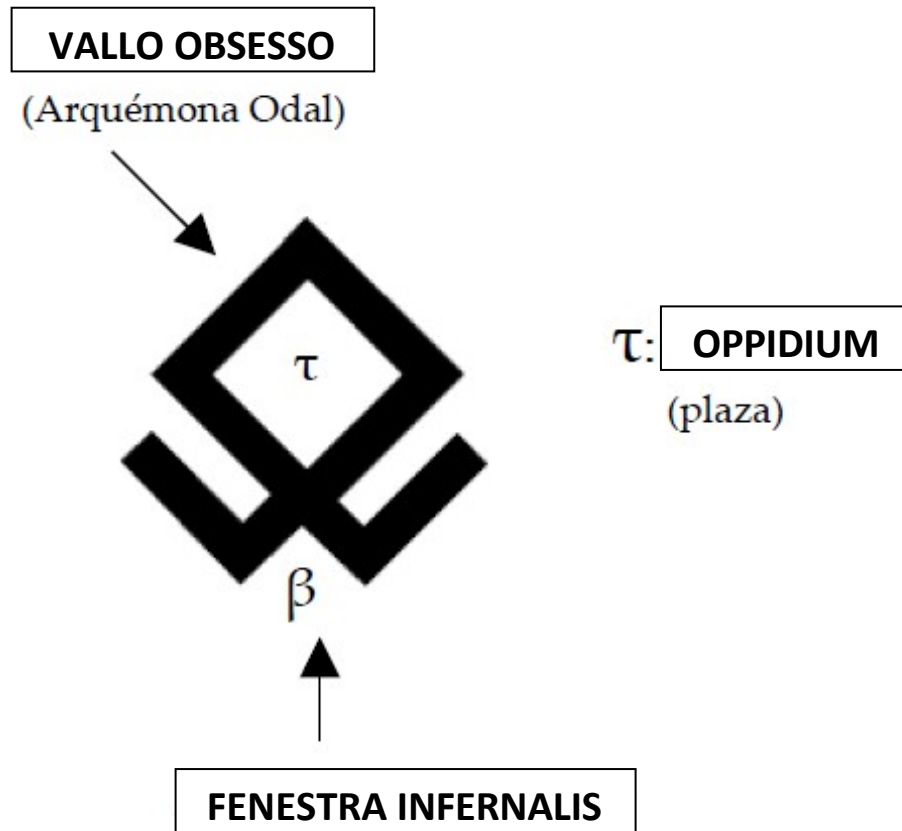 VALLO OBSESSO
(Arquémona Odal)
τ
τ: OPPIDIUM
(plaza)
β
FENESTRA INFERNALIS